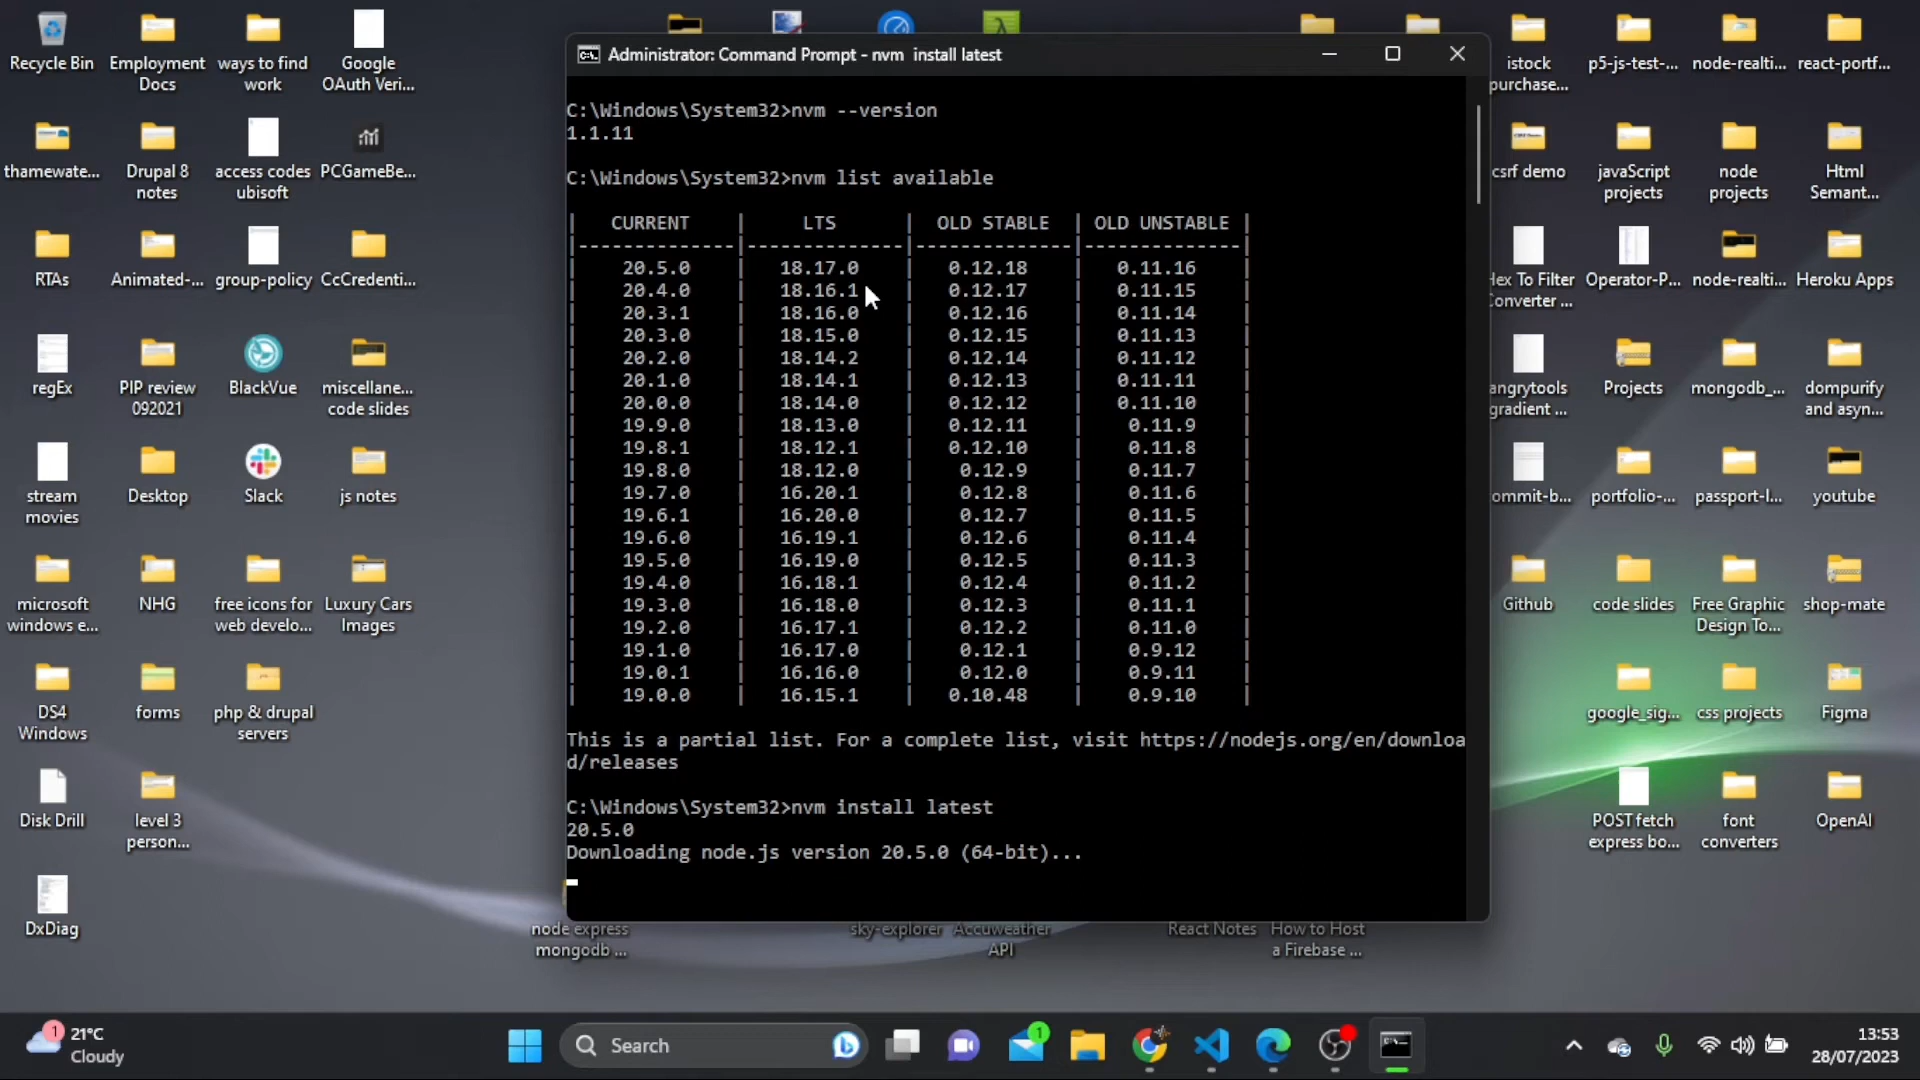 Recycle Bin
Employment
Docs
ways to find
work
Google
OAuth Veri...
thamewate...
Drupal 8
notes
access codes
ubisoft
PCGameBe...
RTAs
Animated-...
group-policy
CcCredenti...
regEx
PIP review
092021
BlackVue
miscellane...
code slides
stream
movies
Desktop
Slack
js notes
microsoft
windows e...
NHG
free icons for
web develo...
Luxury Cars
Images
DS4
Windows
forms
php & drupal
servers
Disk Drill
level 3
person...
DxDiag
Administrator: Command Prompt - nvm  install latest
C:\Windows\System32>nvm --version
1.1.11
C:\Windows\System32>nvm list available
|   CURRENT    |     LTS      |  OLD STABLE  | OLD UNSTABLE |
|--------------|--------------|--------------|--------------|
|    20.5.0    |   18.17.0    |   0.12.18    |   0.11.16    |
|    20.4.0    |   18.16.1    |   0.12.17    |   0.11.15    |
|    20.3.1    |   18.16.0    |   0.12.16    |   0.11.14    |
|    20.3.0    |   18.15.0    |   0.12.15    |   0.11.13    |
|    20.2.0    |   18.14.2    |   0.12.14    |   0.11.12    |
|    20.1.0    |   18.14.1    |   0.12.13    |   0.11.11    |
|    20.0.0    |   18.14.0    |   0.12.12    |   0.11.10    |
|    19.9.0    |   18.13.0    |   0.12.11    |    0.11.9    |
|    19.8.1    |   18.12.1    |   0.12.10    |    0.11.8    |
|    19.8.0    |   18.12.0    |    0.12.9    |    0.11.7    |
|    19.7.0    |   16.20.1    |    0.12.8    |    0.11.6    |
|    19.6.1    |   16.20.0    |    0.12.7    |    0.11.5    |
|    19.6.0    |   16.19.1    |    0.12.6    |    0.11.4    |
|    19.5.0    |   16.19.0    |    0.12.5    |    0.11.3    |
|    19.4.0    |   16.18.1    |    0.12.4    |    0.11.2    |
|    19.3.0    |   16.18.0    |    0.12.3    |    0.11.1    |
|    19.2.0    |   16.17.1    |    0.12.2    |    0.11.0    |
|    19.1.0    |   16.17.0    |    0.12.1    |    0.9.12    |
|    19.0.1    |   16.16.0    |    0.12.0    |    0.9.11    |
|    19.0.0    |   16.15.1    |   0.10.48    |    0.9.10    |
This is a partial list. For a complete list, visit https://nodejs.org/en/downloa
d/releases
C:\Windows\System32>nvm install latest
20.5.0
Downloading node.js version 20.5.0 (64-bit)...
node express
mongodb ...
sky-explorer
Accuweather
API
React Notes
How to Host
a Firebase ...
istock
purchase...
p5-js-test-...
node-realti...
react-portf...
csrf demo
javaScript
projects
node
projects
Html
Semant...
Hex To Filter
Converter ...
Operator-P...
node-realti...
Heroku Apps
angrytools
gradient ...
Projects
mongodb_...
dompurify
and asyn...
ommit-b...
portfolio-...
passport-l...
youtube
Github
code slides
Free Graphic
Design To...
shop-mate
google_sig...
css projects
Figma
POST fetch
express bo...
font
converters
OpenAI
1
21°C
Cloudy
Search
1
13:53
28/07/2023